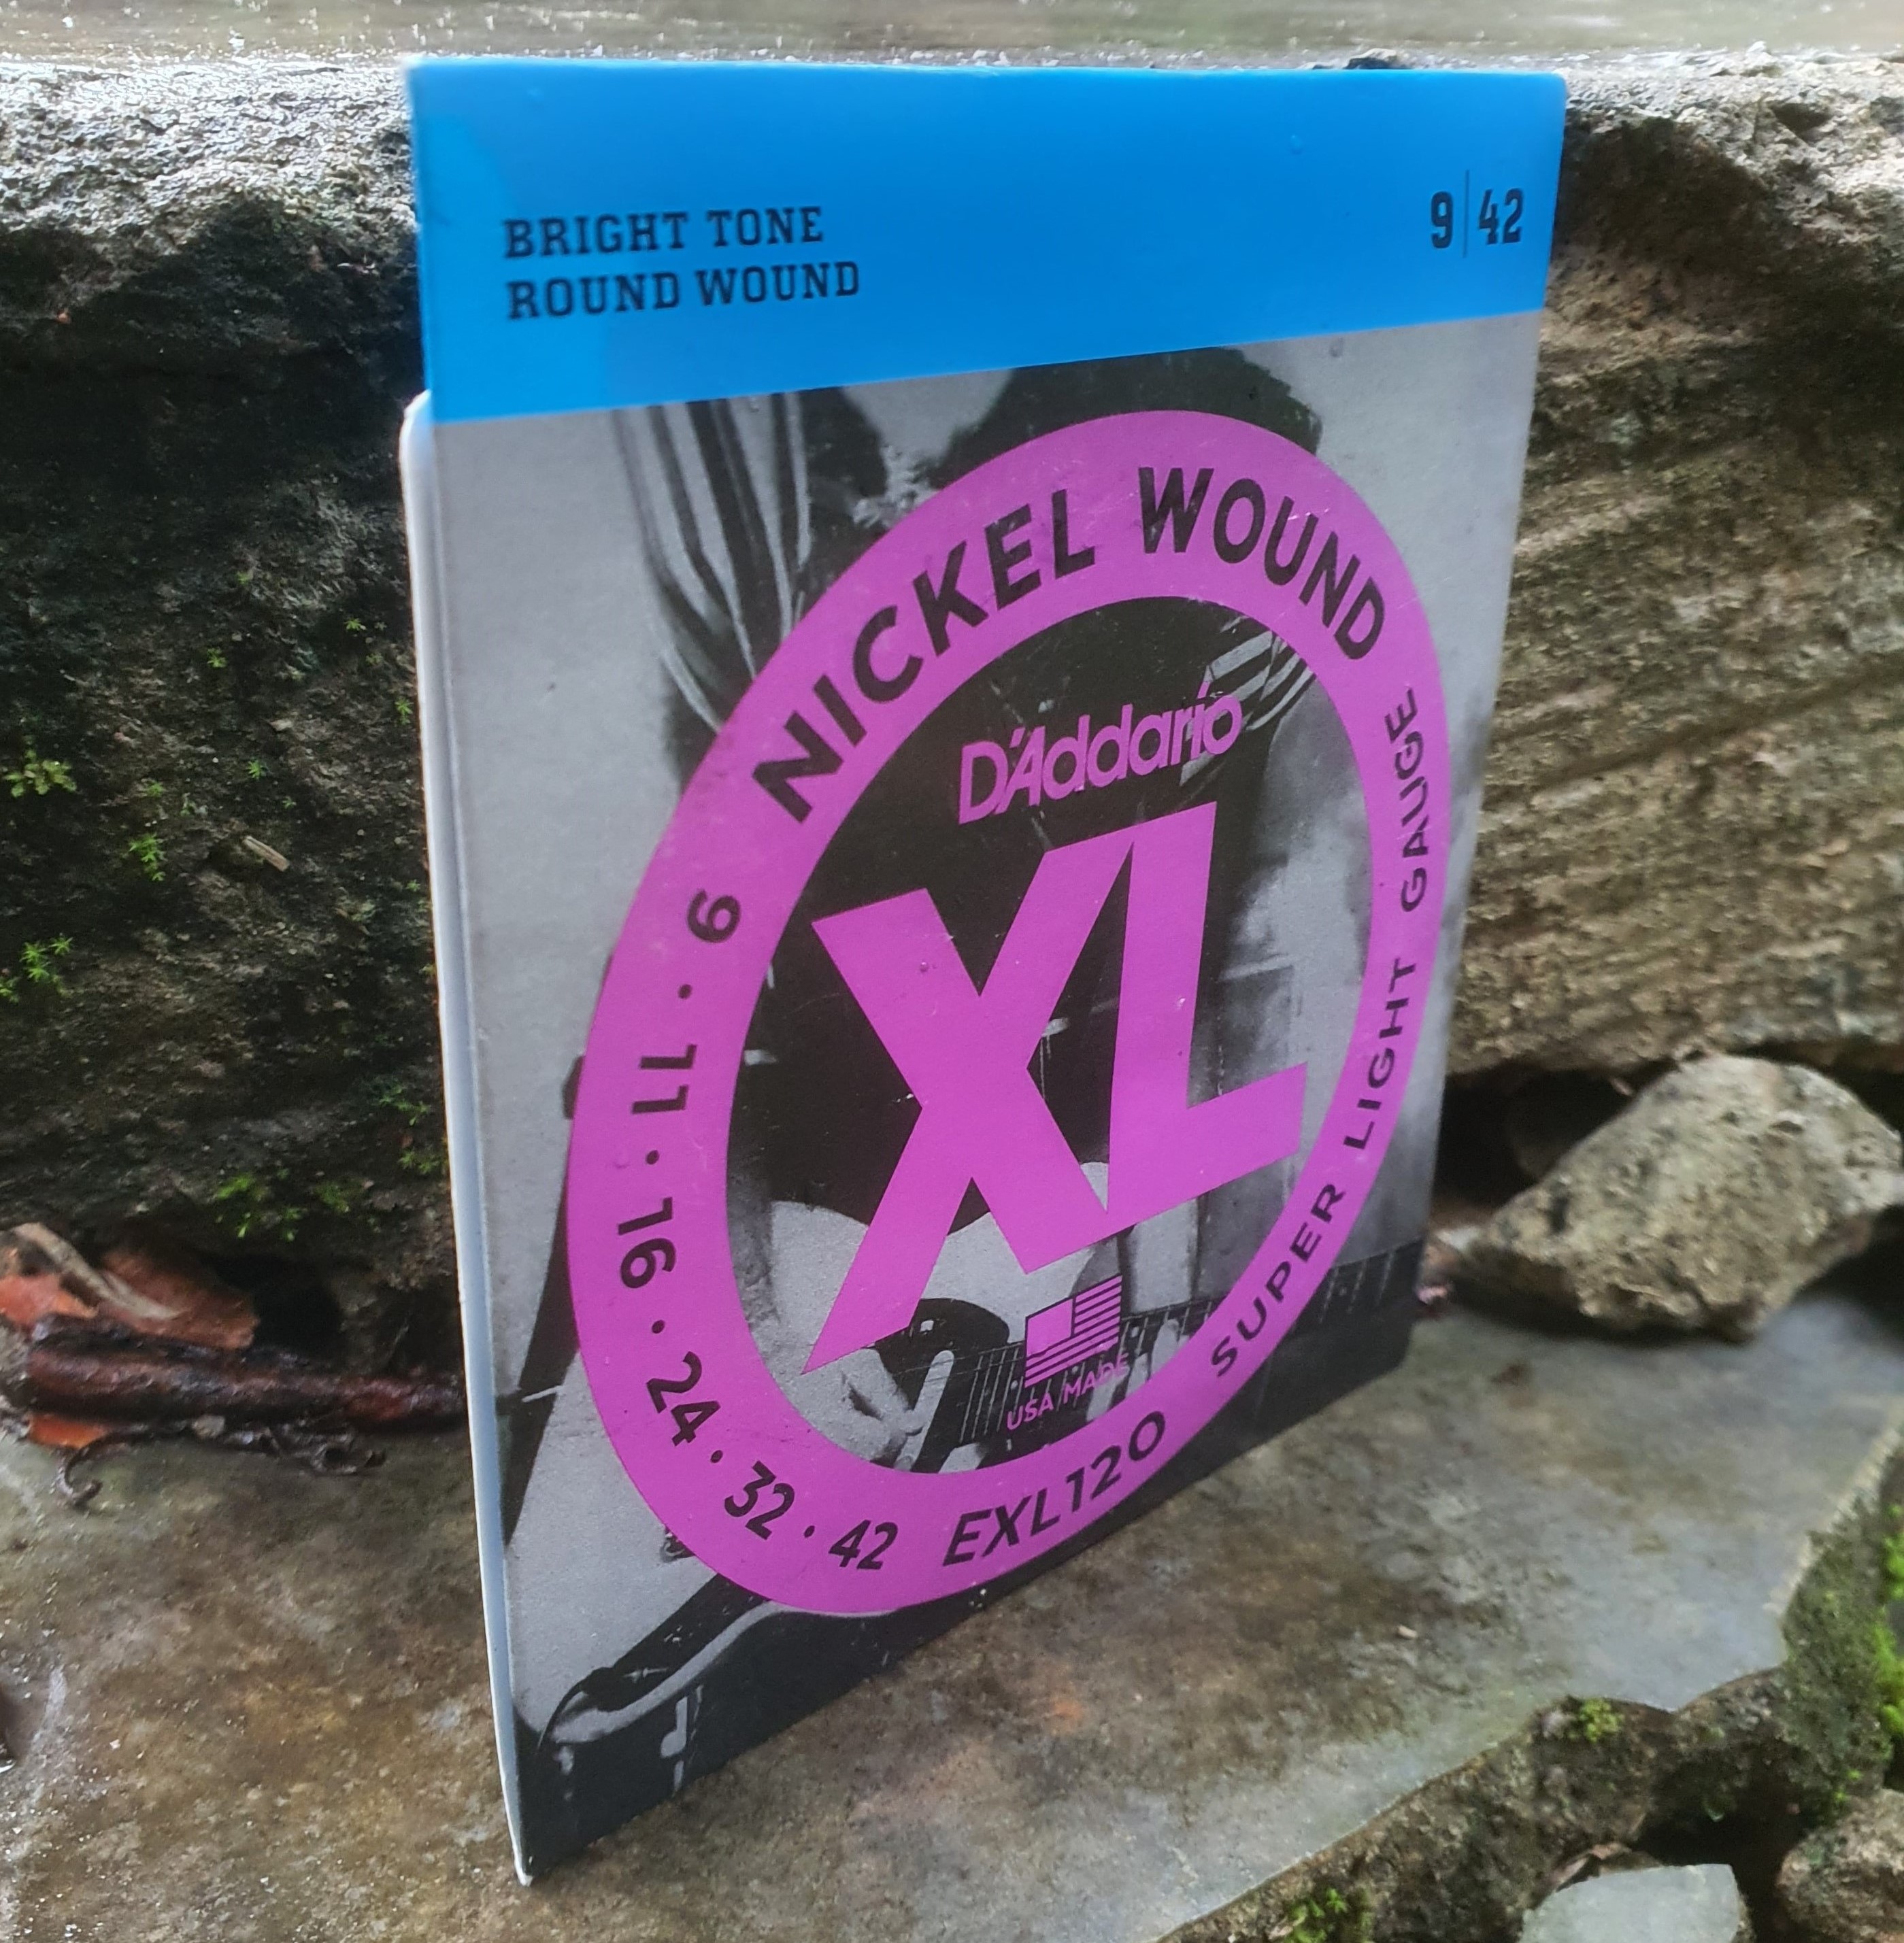 BRIGHT TONE
ROUND WOUND
9|42
NICKEL WOUND
D'Addario
XL
USA MADE
9 · 11 · 16 · 24 · 32 · 42
EXL120
SUPER LIGHT GAUGE